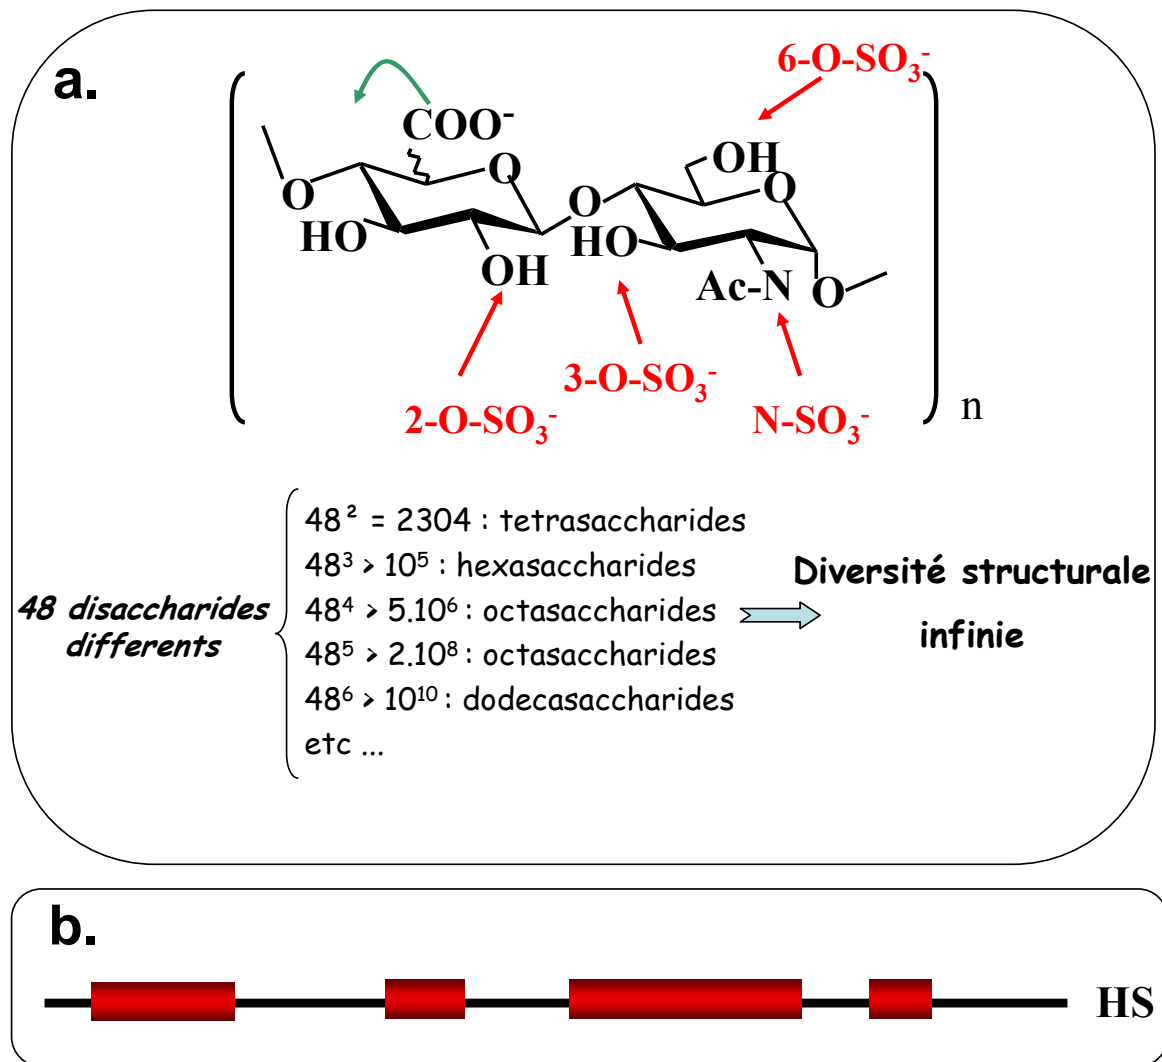 a.
6-O-SO₃⁻
COO⁻
O
OH
O
O
O
HO
HO
OH
Ac-N
O
3-O-SO₃⁻
2-O-SO₃⁻
N-SO₃⁻
n
48 disaccharides
differents
48² = 2304 : tetrasaccharides
48³ > 10⁵ : hexasaccharides
48⁴ > 5.10⁶ : octasaccharides
48⁵ > 2.10⁸ : octasaccharides
48⁶ > 10¹⁰ : dodecasaccharides
etc ...
Diversité structurale
infinie
b.
HS